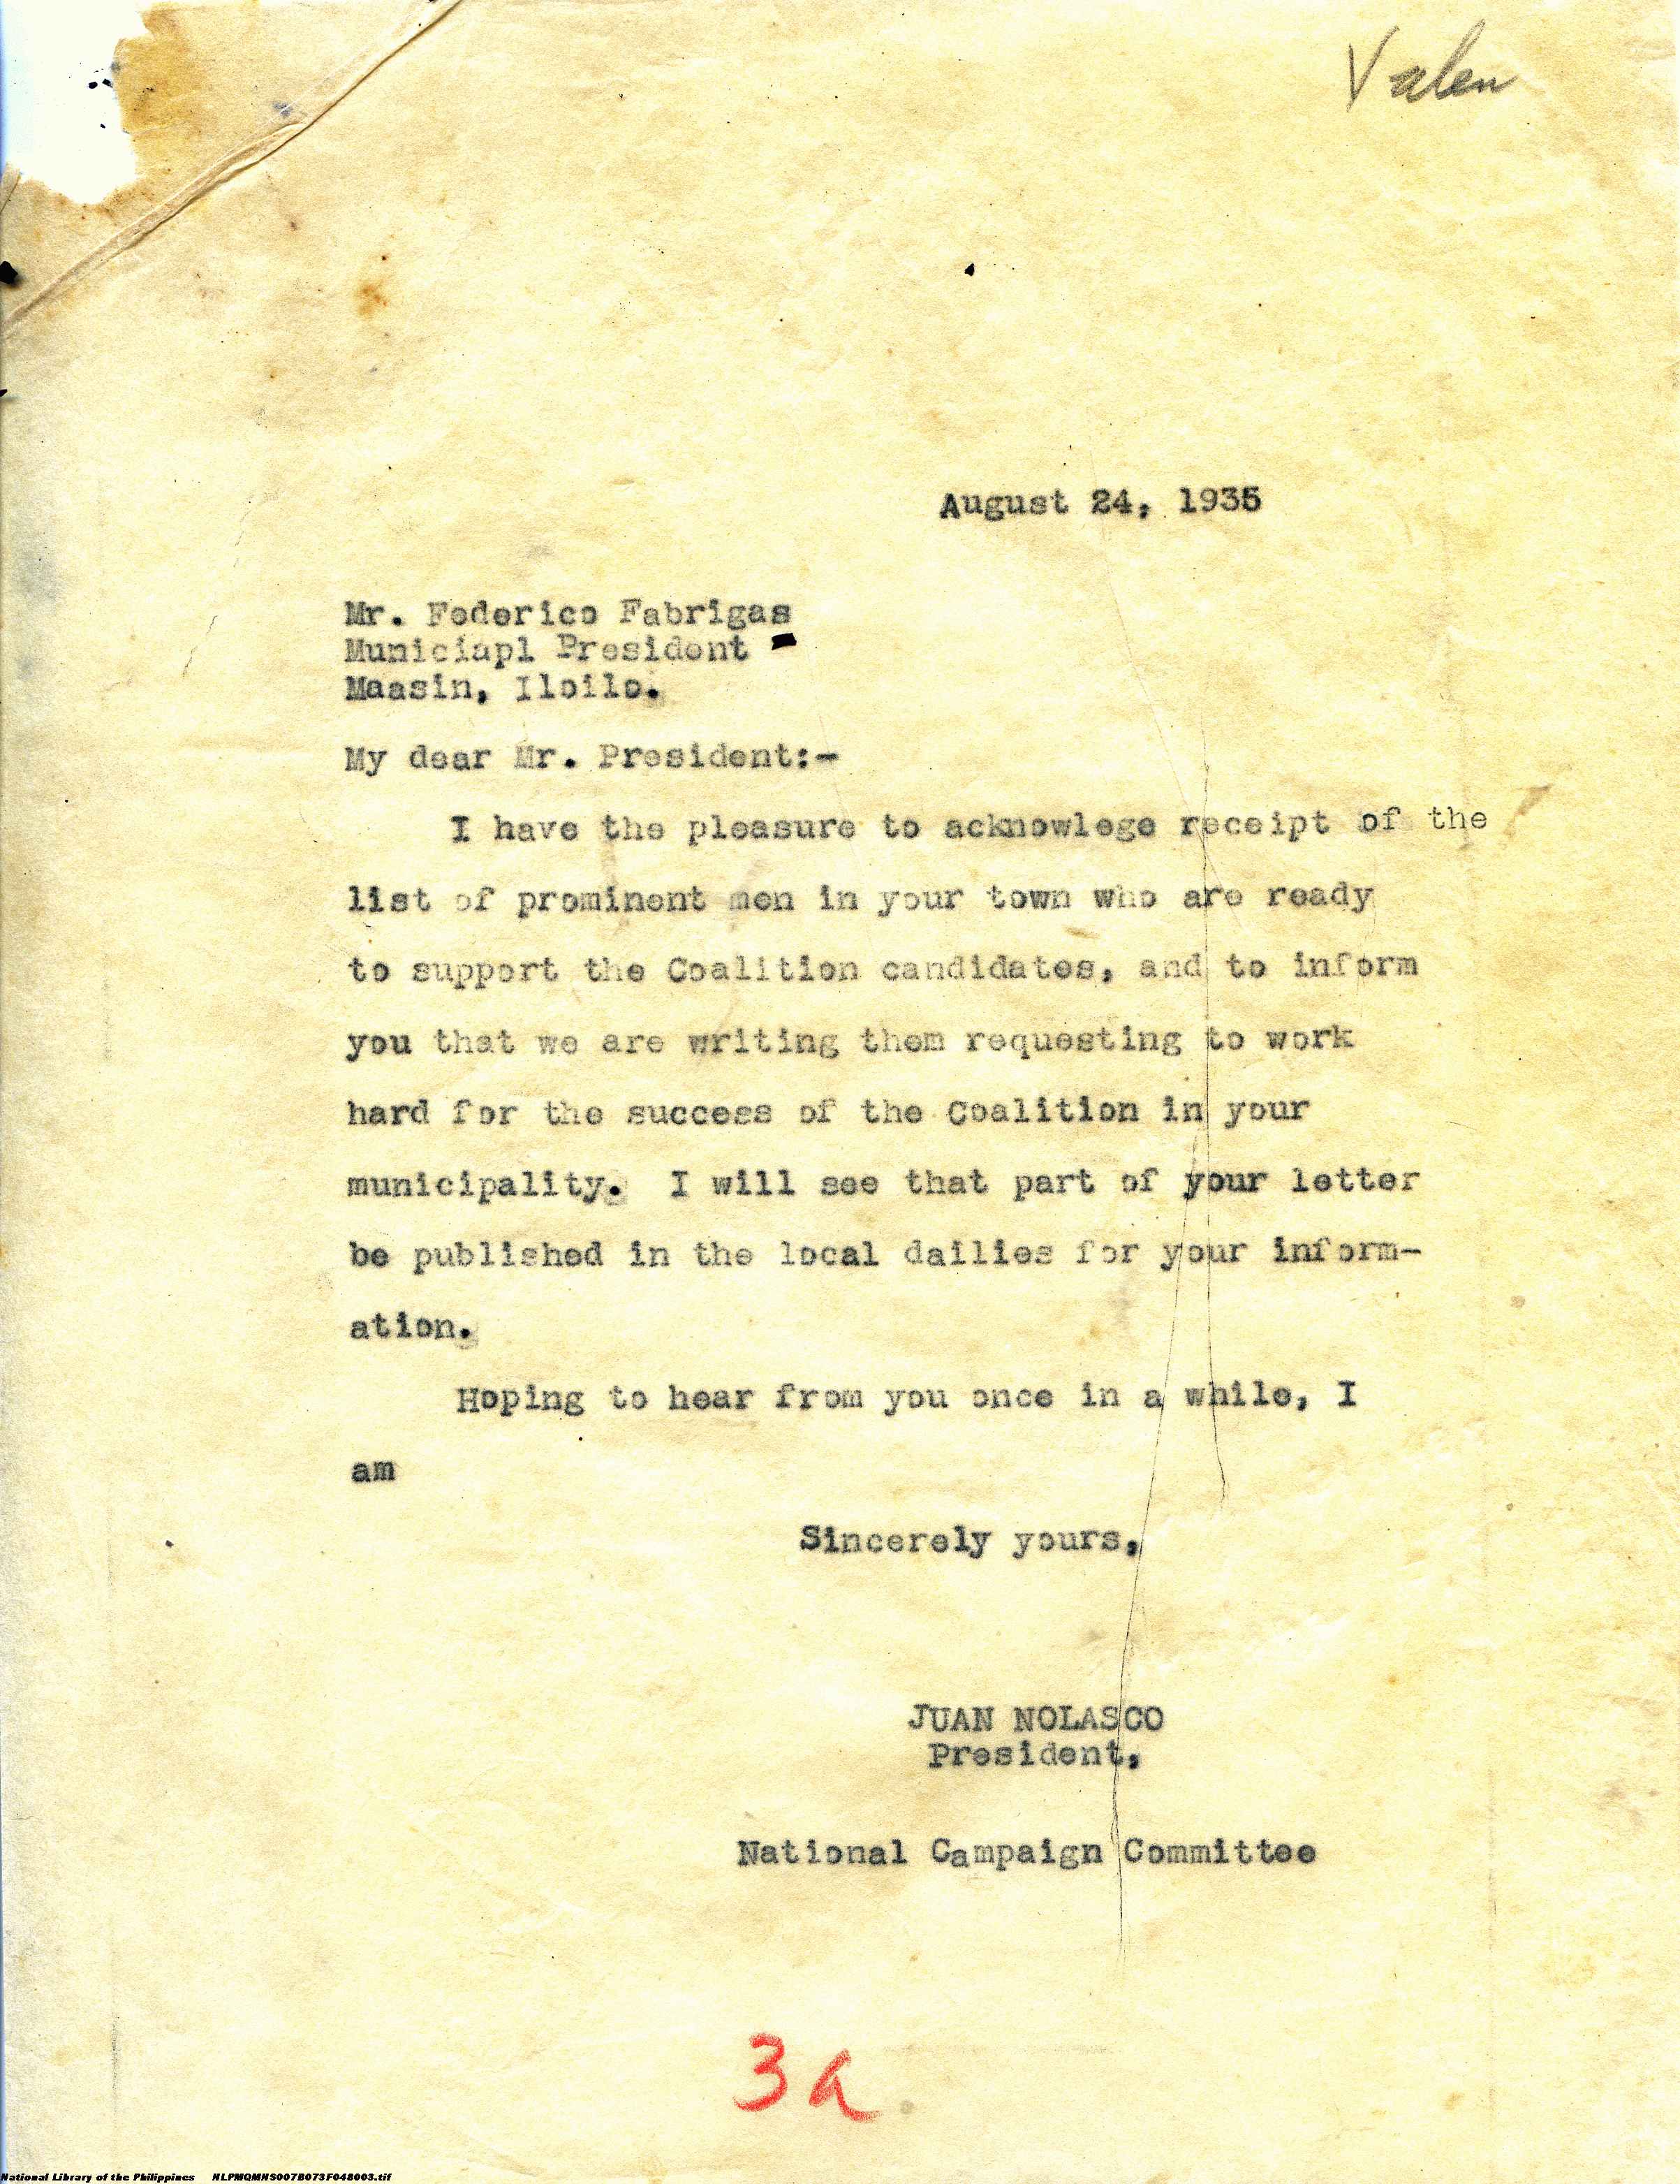 Valen
August 24, 1935
Mr. Federico Fabrigas
Municiapl President -
Maasin, Iloilo.
My dear Mr. President:-
I have the pleasure to acknowlege receipt of the
list of prominent men in your town who are ready
to support the Coalition candidates, and to inform
you that we are writing them requesting to work
hard for the success of the Coalition in your
municipality. I will see that part of your letter
be published in the local dailies for your inform-
ation.
Hoping to hear from you once in a while, I
am
Sincerely yours,
JUAN NOLASCO
President,
National Campaign Committee
3a
National Library of the Philippines NLPMQMNS007B073F048003.tif